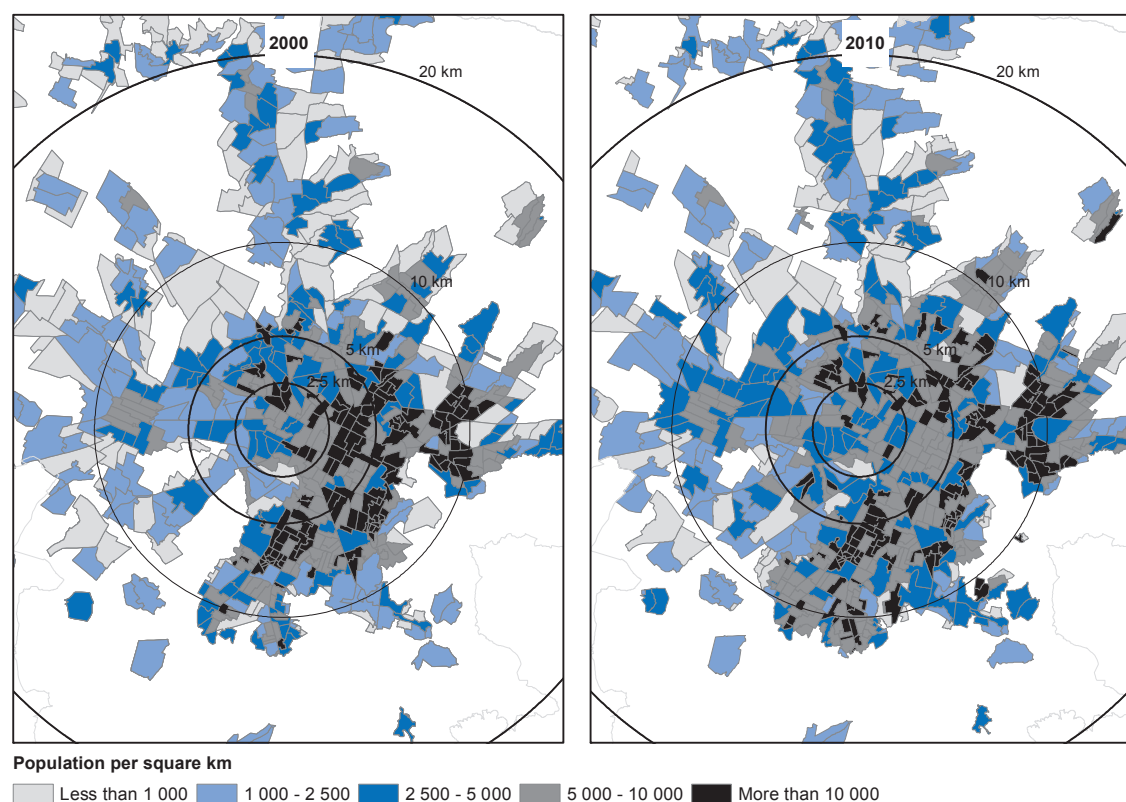 2000
20 km
10 km
5 km
2.5 km
2010
20 km
10 km
5 km
2.5 km
Population per square km
Less than 1 000
1 000 - 2 500
2 500 - 5 000
5 000 - 10 000
More than 10 000